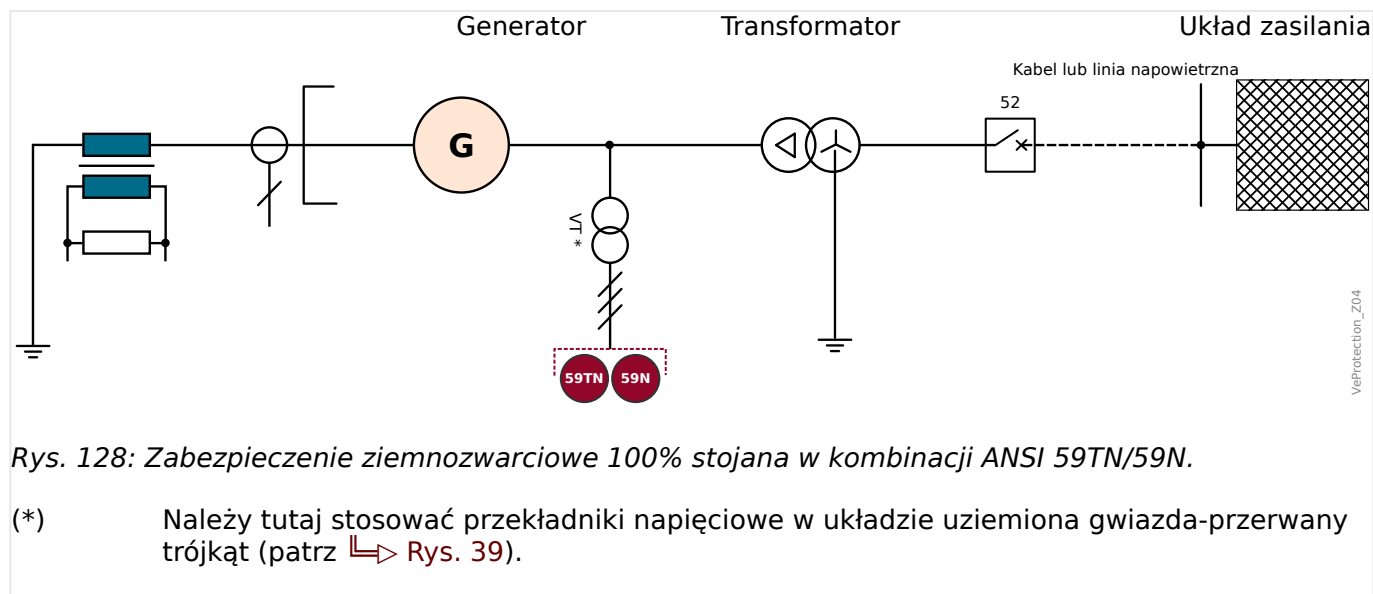 Generator
Transformator
Układ zasilania
Kabel lub linia napowietrzna
52
G
VT *
59TN
59N
VeProtection_Z04
Rys. 128: Zabezpieczenie ziemnozwarciowe 100% stojana w kombinacji ANSI 59TN/59N.
(*) Należy tutaj stosować przekładniki napięciowe w układzie uziemiona gwiazda-przerwany
trójkąt (patrz Rys. 39).